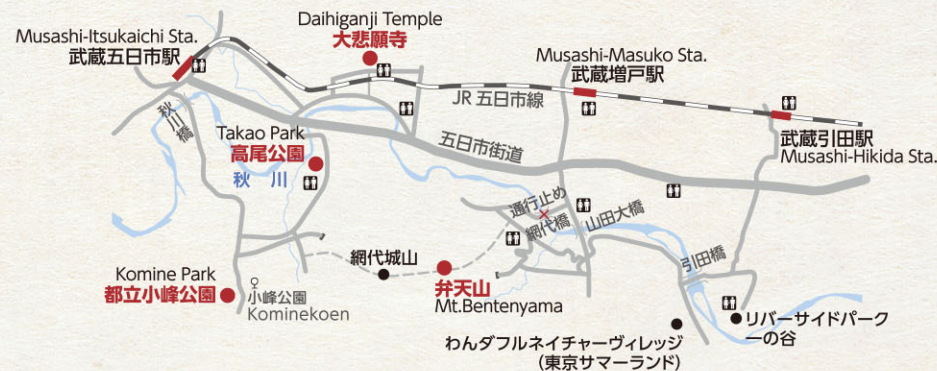 Daihiganji Temple
大悲願寺
Musashi-Itsukaichi Sta.
武蔵五日市駅
Musashi-Masuko Sta.
武蔵増戸駅
JR 五日市線
武蔵引田駅
Musashi-Hikida Sta.
秋川橋
Takao Park
高尾公園
秋 川
五日市街道
通行止め
網代橋
山田大橋
引田橋
網代城山
弁天山
Mt.Bentenyama
Komine Park
都立小峰公園
小峰公園
Kominekoen
リバーサイドパーク
一の谷
わんダフルネイチャーヴィレッジ
(東京サマーランド)